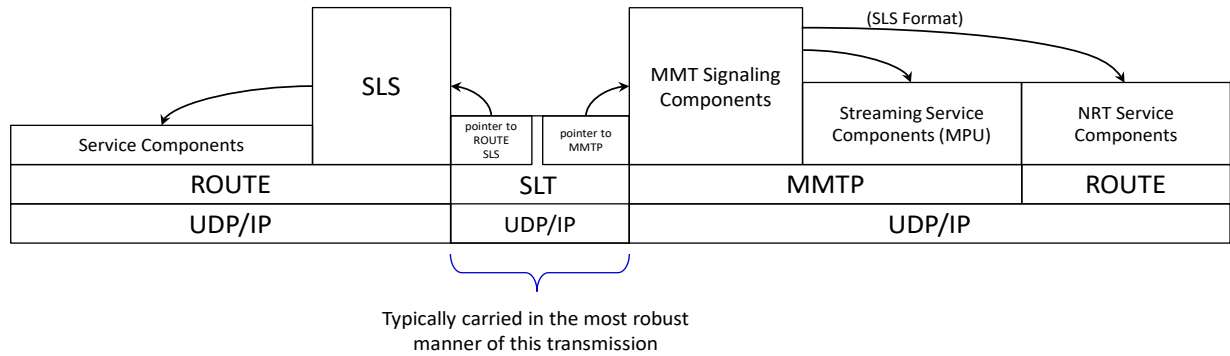 (SLS Format)
SLS
MMT Signaling
Components
Service Components
pointer to
ROUTE
SLS
pointer to
MMTP
Streaming Service
Components (MPU)
NRT Service
Components
ROUTE
SLT
MMTP
ROUTE
UDP/IP
UDP/IP
UDP/IP
Typically carried in the most robust
manner of this transmission